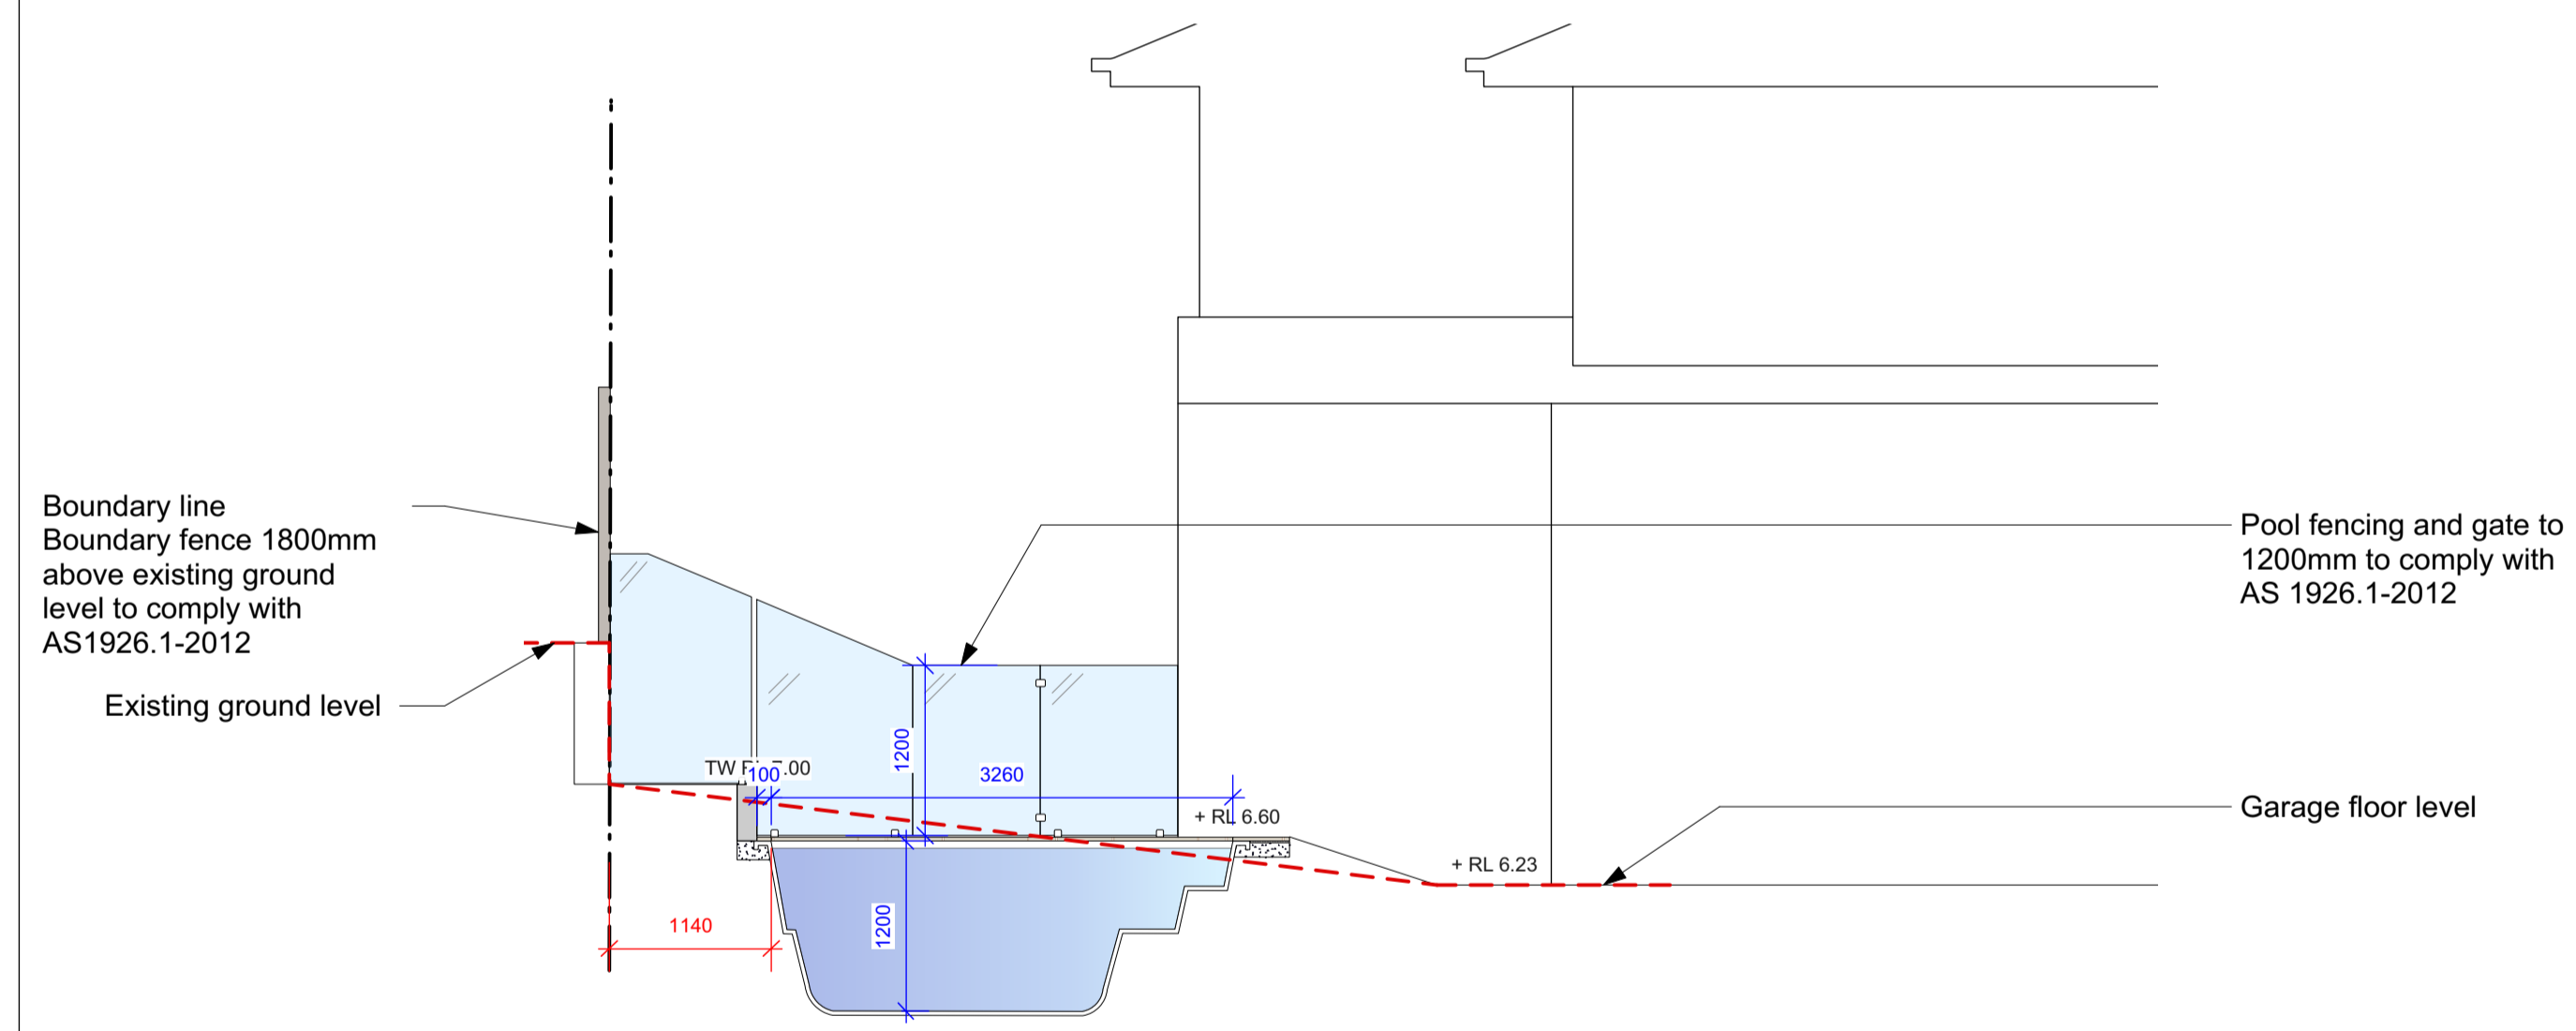 Boundary line
Boundary fence 1800mm
above existing ground
level to comply with
AS1926.1-2012
Existing ground level
Pool fencing and gate to
1200mm to comply with
AS 1926.1-2012
Garage floor level
TW .00
100
1200
3260
+ RL 6.60
+ RL 6.23
1140
1200